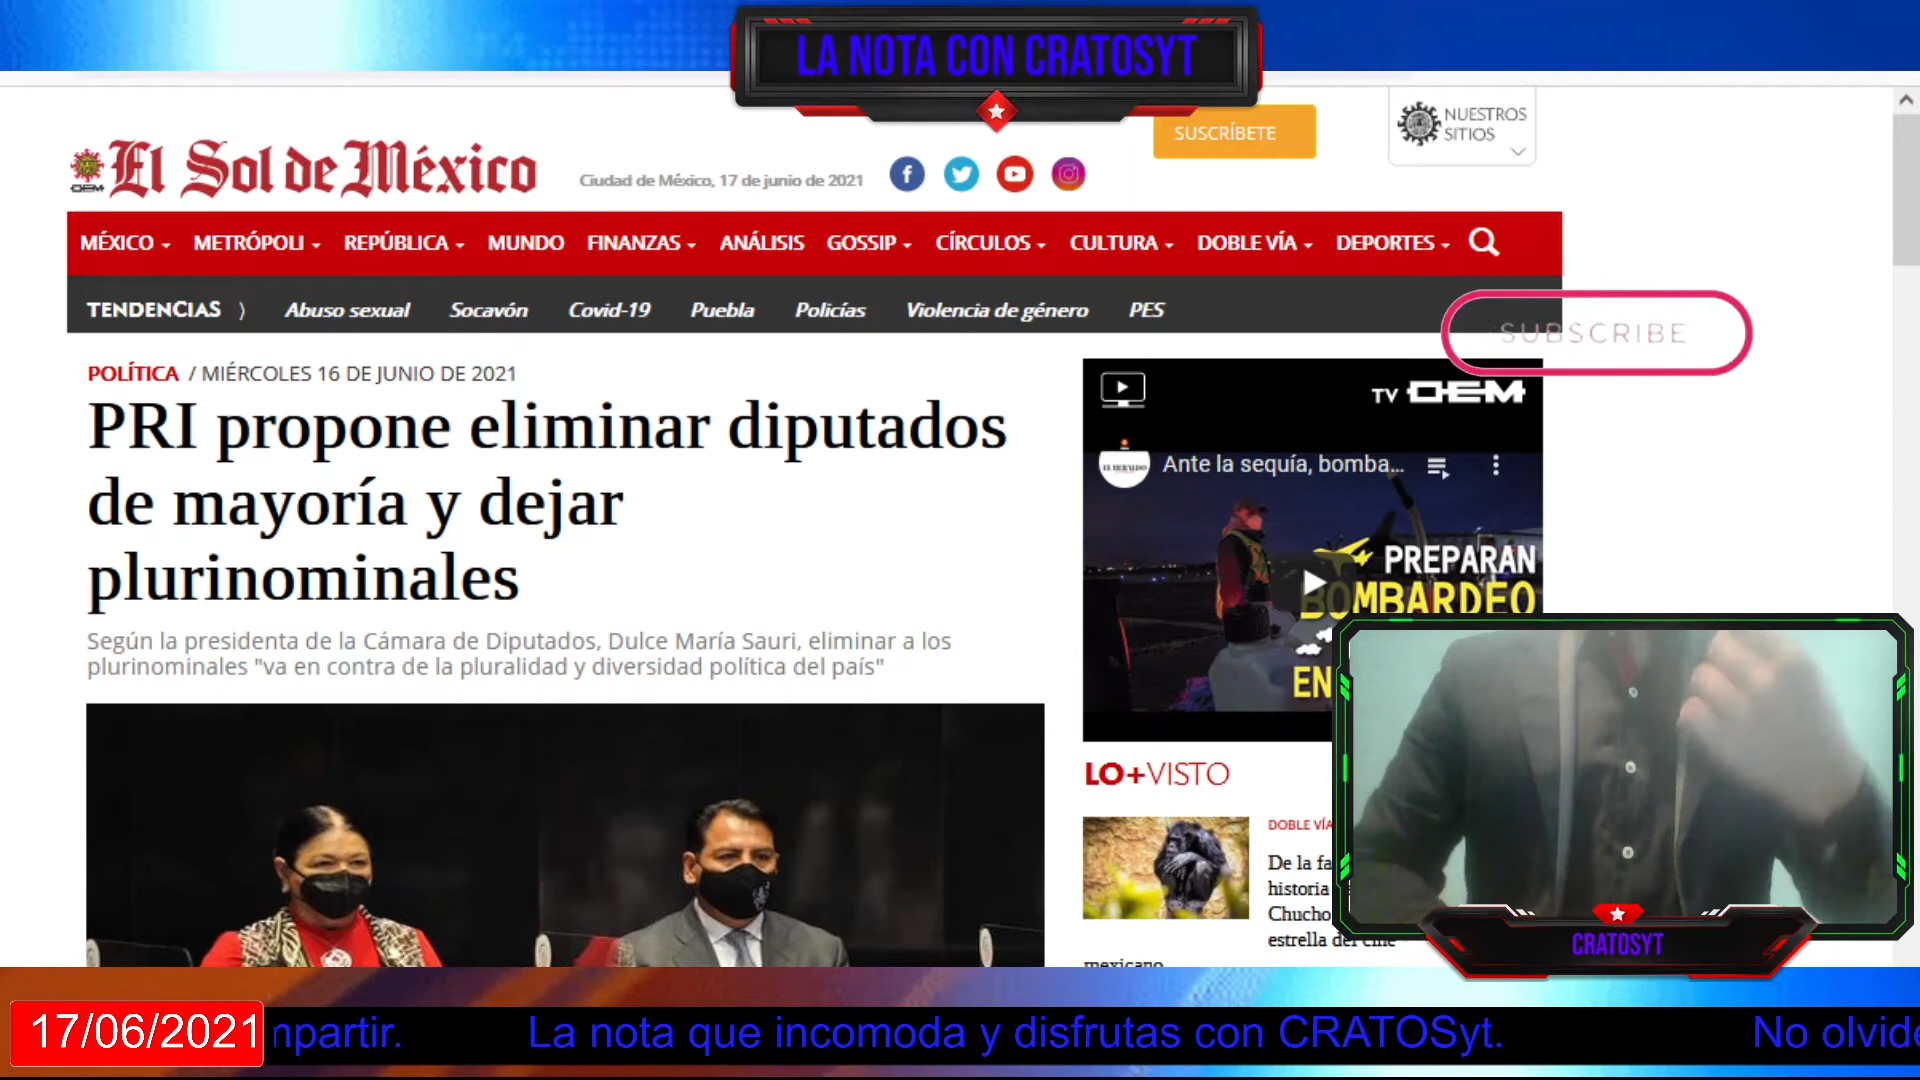 LA NOTA CON CRATOSYT
SUSCRÍBETE
NUESTROS
SITIOS
OEM
El Sol de México
Ciudad de México, 17 de junio de 2021
MÉXICO METRÓPOLI REPÚBLICA MUNDO FINANZAS ANÁLISIS GOSSIP CÍRCULOS CULTURA DOBLE VÍA DEPORTES
TENDENCIAS ⟩ Abuso sexual Socavón Covid-19 Puebla Policías Violencia de género PES
SUBSCRIBE
POLÍTICA / MIÉRCOLES 16 DE JUNIO DE 2021
PRI propone eliminar diputados
de mayoría y dejar
plurinominales
Según la presidenta de la Cámara de Diputados, Dulce María Sauri, eliminar a los
plurinominales "va en contra de la pluralidad y diversidad política del país"
TV OEM
EL HERALDO
Ante la sequía, bomba...
PREPARAN
BOMBARDEO
EN
LO+VISTO
DOBLE VÍA
De la fa
historia
Chucho
estrella del cine
mexicano
CRATOSYT
17/06/2021
mpartir. La nota que incomoda y disfrutas con CRATOSyt. No olvide